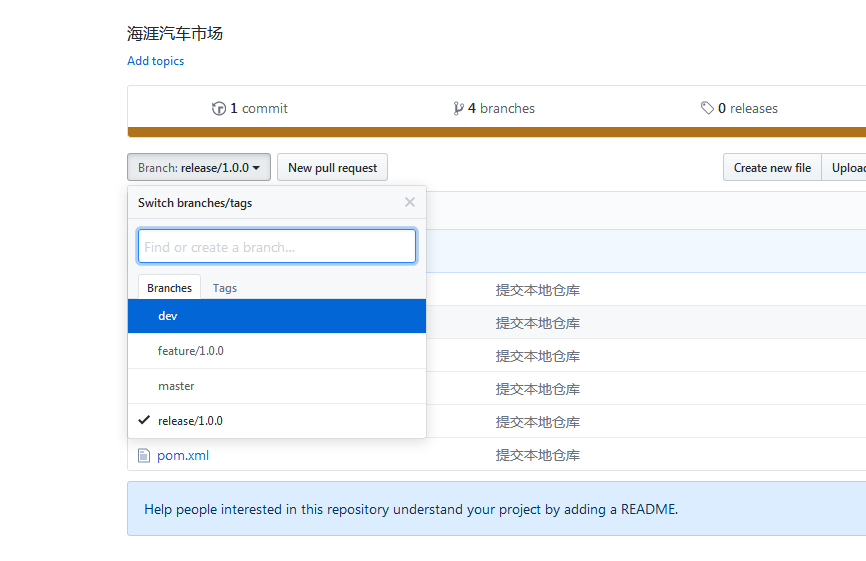 海涯汽车市场
Add topics
1 commit
4 branches
0 releases
Branch: release/1.0.0
New pull request
Create new file
Upload
Switch branches/tags
Find or create a branch...
Branches
Tags
dev
feature/1.0.0
master
release/1.0.0
提交本地仓库
提交本地仓库
提交本地仓库
提交本地仓库
提交本地仓库
pom.xml
提交本地仓库
Help people interested in this repository understand your project by adding a README.